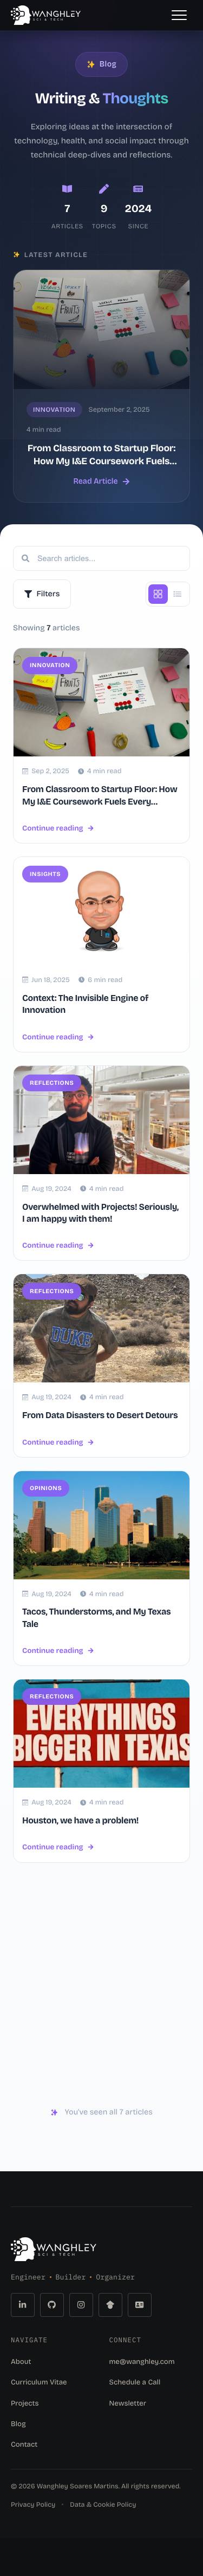 WANGHLEY
SCI & TECH
Blog
Writing & Thoughts
Exploring ideas at the intersection of
technology, health, and social impact through
technical deep-dives and reflections.
7
9
2024
ARTICLES
TOPICS
SINCE
LATEST ARTICLE
INNOVATION
September 2, 2025
4 min read
From Classroom to Startup Floor:
How My I&E Coursework Fuels...
Read Article
Search articles...
Filters
Showing 7 articles
INNOVATION
Sep 2, 2025
4 min read
From Classroom to Startup Floor: How
My I&E Coursework Fuels Every...
Continue reading
INSIGHTS
Jun 18, 2025
6 min read
Context: The Invisible Engine of
Innovation
Continue reading
REFLECTIONS
Aug 19, 2024
4 min read
Overwhelmed with Projects! Seriously,
I am happy with them!
Continue reading
REFLECTIONS
DUKE
Aug 19, 2024
4 min read
From Data Disasters to Desert Detours
Continue reading
OPINIONS
Aug 19, 2024
4 min read
Tacos, Thunderstorms, and My Texas
Tale
Continue reading
REFLECTIONS
EVERYTHING'S
BIGGER IN TEXAS
Aug 19, 2024
4 min read
Houston, we have a problem!
Continue reading
You've seen all 7 articles
WANGHLEY
SCI & TECH
Engineer • Builder • Organizer
NAVIGATE
CONNECT
About
me@wanghley.com
Curriculum Vitae
Schedule a Call
Projects
Newsletter
Blog
Contact
© 2026 Wanghley Soares Martins. All rights reserved.
Privacy Policy
Data & Cookie Policy